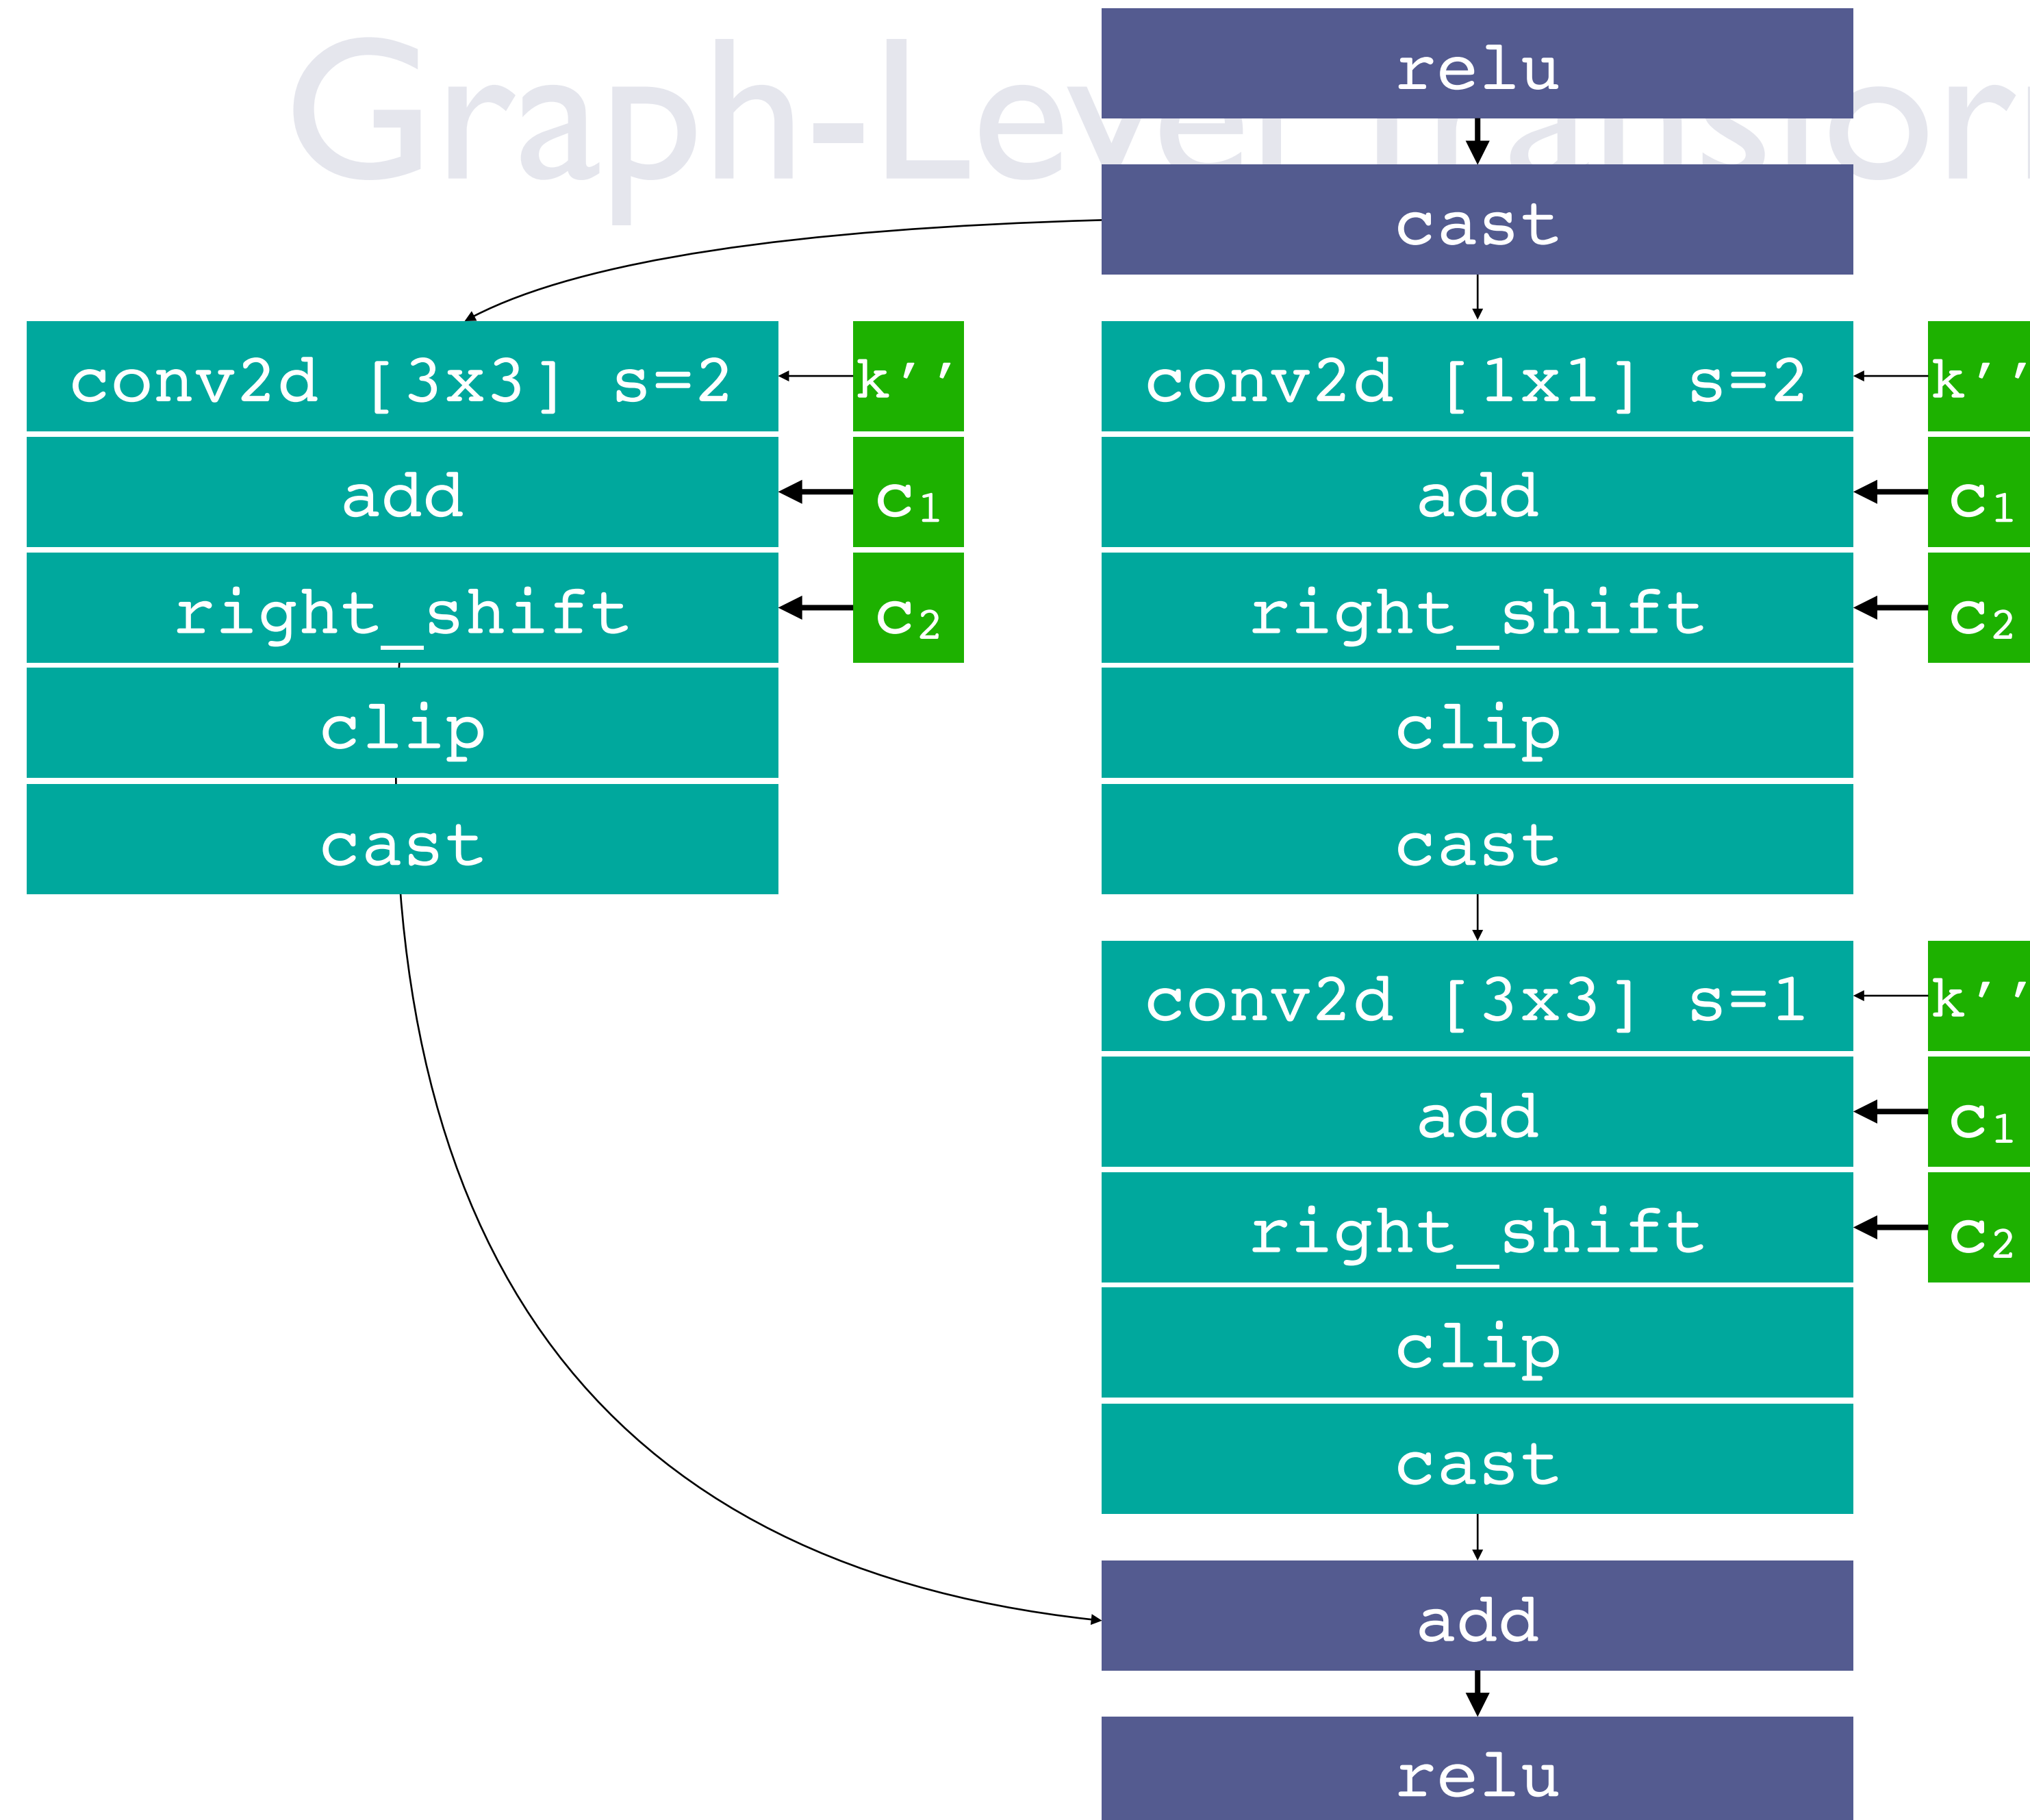 Graph-Level Transfor
relu
cast
conv2d [3x3] s=2
k''
add
c₁
right_shift
c₂
clip
cast
conv2d [1x1] s=2
k''
add
c₁
right_shift
c₂
clip
cast
conv2d [3x3] s=1
k'
add
c₁
right_shift
c₂
clip
cast
add
relu